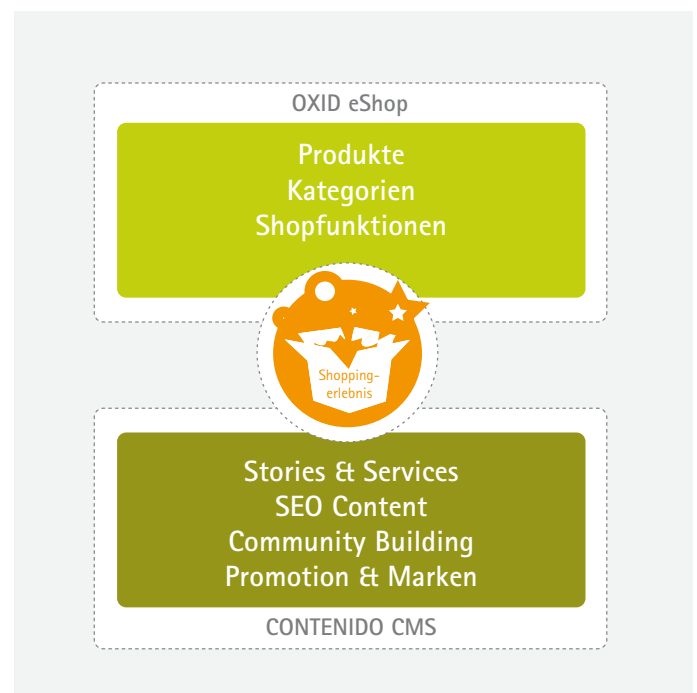 OXID eShop
Produkte
Kategorien
Shopfunktionen
Shopping-
erlebnis
Stories & Services
SEO Content
Community Building
Promotion & Marken
CONTENIDO CMS